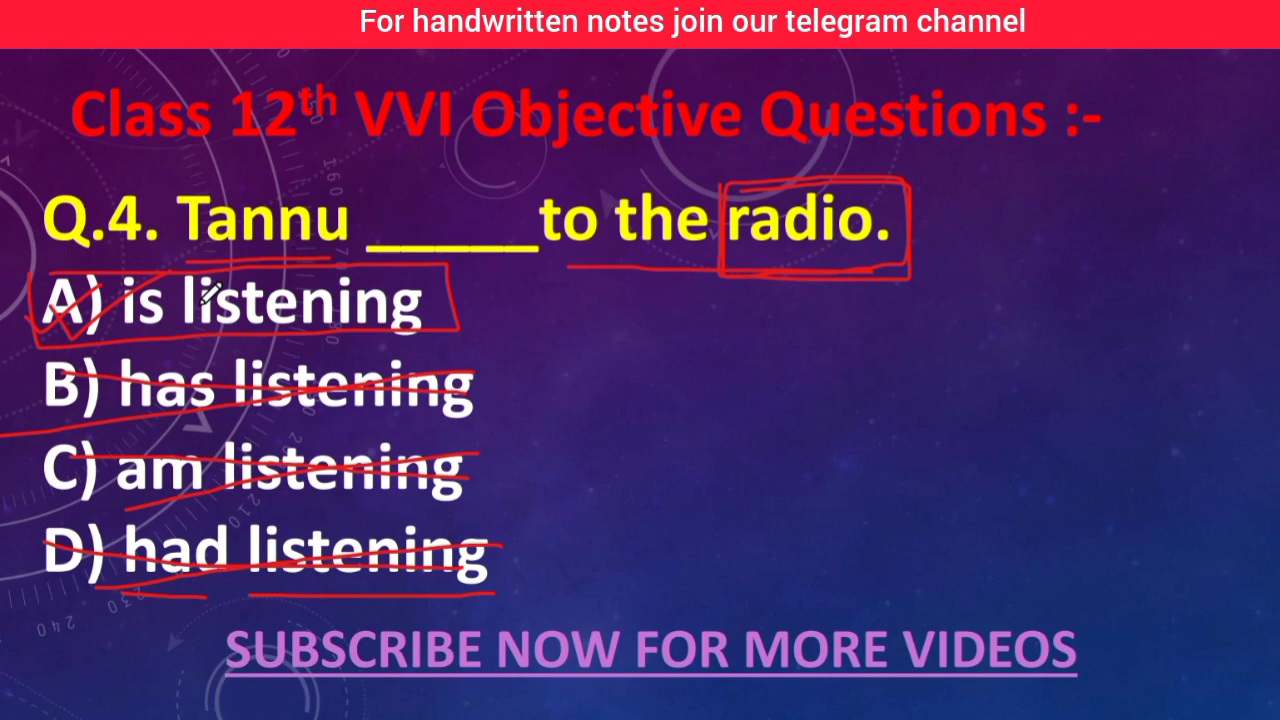 For handwritten notes join our telegram channel
Class 12th VVI Objective Questions :-
Q.4. Tannu _____to the radio.
A) is listening
B) has listening
C) am listening
D) had listening
SUBSCRIBE NOW FOR MORE VIDEOS